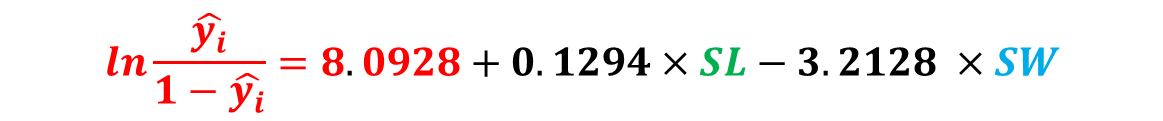 ln ŷi / 1 − ŷi = 8.0928 + 0.1294 × SL − 3.2128 × SW